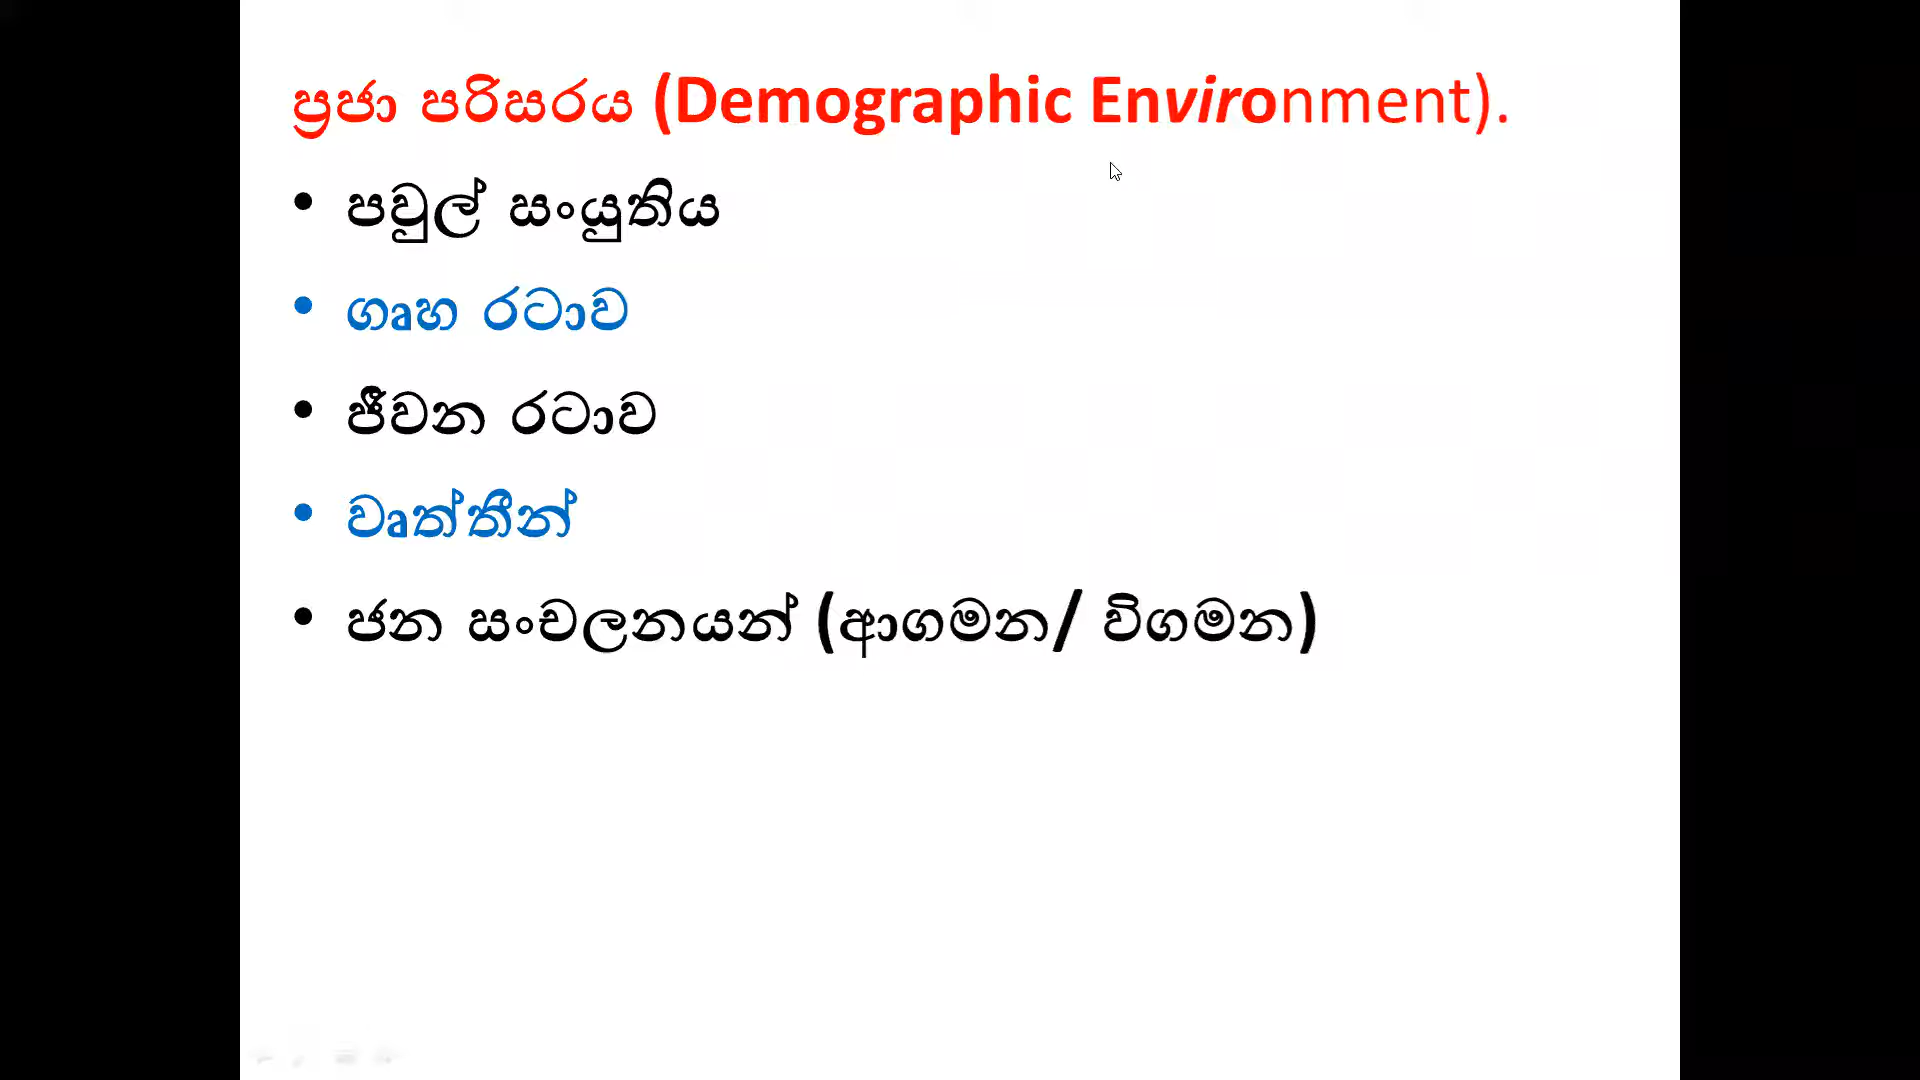 ප්‍රජා පරිසරය (Demographic Environment).
• පවුල් සංයුතිය
• ගෘහ රටාව
• ජීවන රටාව
• වෘත්තීන්
• ජන සංචලනයන් (ආගමන/ විගමන)